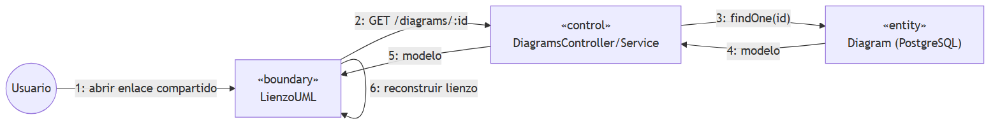 Usuario
1: abrir enlace compartido
«boundary»
LienzoUML
2: GET /diagrams/:id
5: modelo
6: reconstruir lienzo
«control»
DiagramsController/Service
3: findOne(id)
4: modelo
«entity»
Diagram (PostgreSQL)